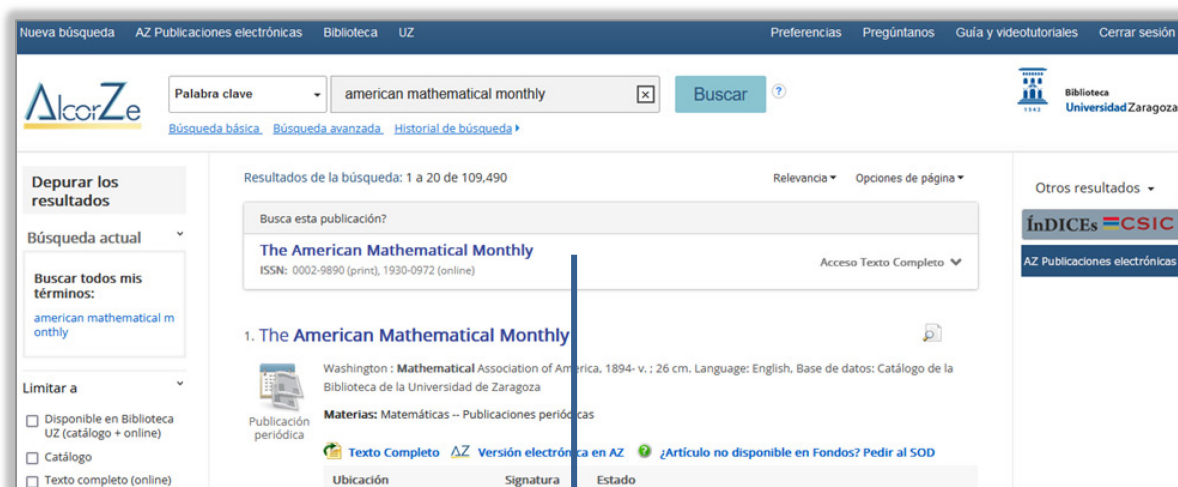 Nueva búsqueda AZ Publicaciones electrónicas Biblioteca UZ Preferencias Pregúntanos Guía y videotutoriales Cerrar sesión
AlcorZe
Palabra clave american mathematical monthly Buscar ?
Búsqueda básica Búsqueda avanzada Historial de búsqueda
1542
Biblioteca
Universidad Zaragoza
Depurar los
resultados
Búsqueda actual
Buscar todos mis
términos:
american mathematical m
onthly
Limitar a
Disponible en Biblioteca
UZ (catálogo + online)
Catálogo
Texto completo (online)
Resultados de la búsqueda: 1 a 20 de 109,490 Relevancia Opciones de página
Busca esta publicación?
The American Mathematical Monthly
ISSN: 0002-9890 (print), 1930-0972 (online) Acceso Texto Completo
1. The American Mathematical Monthly
Publicación
periódica
Washington : Mathematical Association of America, 1894- v. ; 26 cm. Language: English, Base de datos: Catálogo de la
Biblioteca de la Universidad de Zaragoza
Materias: Matemáticas -- Publicaciones periódicas
Texto Completo AZ Versión electrónica en AZ ¿Artículo no disponible en Fondos? Pedir al SOD
Ubicación Signatura Estado
Otros resultados
ÍnDICEs CSIC
AZ Publicaciones electrónicas